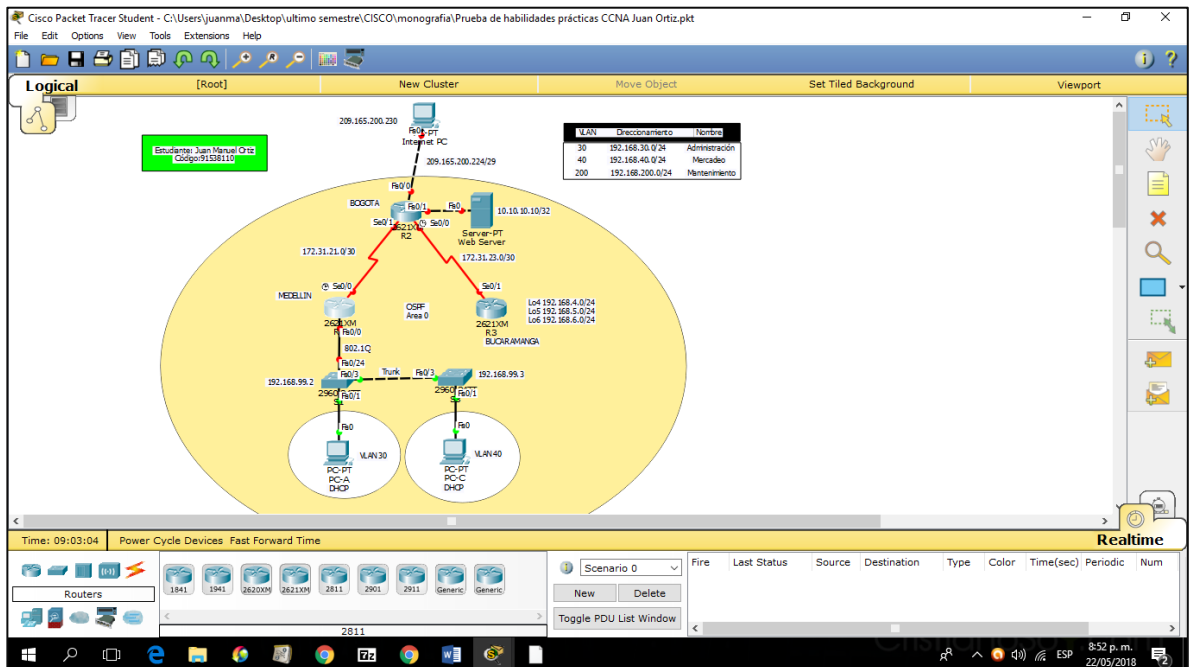 Cisco Packet Tracer Student - C:\Users\juanma\Desktop\ultimo semestre\CISCO\monografia\Prueba de habilidades prácticas CCNA Juan Ortiz.pkt
File Edit Options View Tools Extensions Help
Logical [Root] New Cluster Move Object Set Tiled Background Viewport
Estudiante: Juan Manuel Ortiz
Código:91538110
209.165.200.230
Internet PC
209.165.200.224/29
VLAN Direccionamiento Nombre
30 192.168.30.0/24 Administración
40 192.168.40.0/24 Mercadeo
200 192.168.200.0/24 Mantenimiento
Fa0/0
BOGOTA
Fa0/1
Fa0
10.10.10.10/32
Se0/1
Se0/0
R2
Server-PT
Web Server
172.31.21.0/30
172.31.23.0/30
Se0/0
Se0/1
MEDELLIN
OSPF
Area 0
Lo4 192.168.4.0/24
Lo5 192.168.5.0/24
Lo6 192.168.6.0/24
2621XM
R3
BUCARAMANGA
Fa0/0
802.1Q
Fa0/24
Fa0/3
Trunk
Fa0/3
192.168.99.2
192.168.99.3
Fa0/1
Fa0/1
Fa0
Fa0
VLAN30
VLAN40
PC-PT
PC-A
DHCP
PC-PT
PC-C
DHCP
Time: 09:03:04 Power Cycle Devices Fast Forward Time Realtime
Routers
1841 1941 2620XM 2621XM 2811 2901 2911 Generic Generic
2811
Scenario 0
New Delete
Toggle PDU List Window
Fire Last Status Source Destination Type Color Time(sec) Periodic Num
ESP
8:52 p. m.
22/05/2018